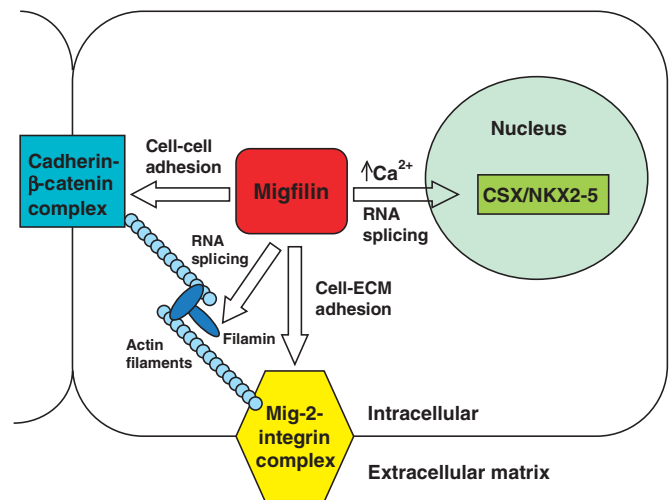 Nucleus
Cell-cell
adhesion
Cadherin-
β-catenin
complex
Migfilin
↑Ca²⁺
RNA
splicing
CSX/NKX2-5
RNA
splicing
Cell-ECM
adhesion
Filamin
Actin
filaments
Mig-2-
integrin
complex
Intracellular
Extracellular matrix